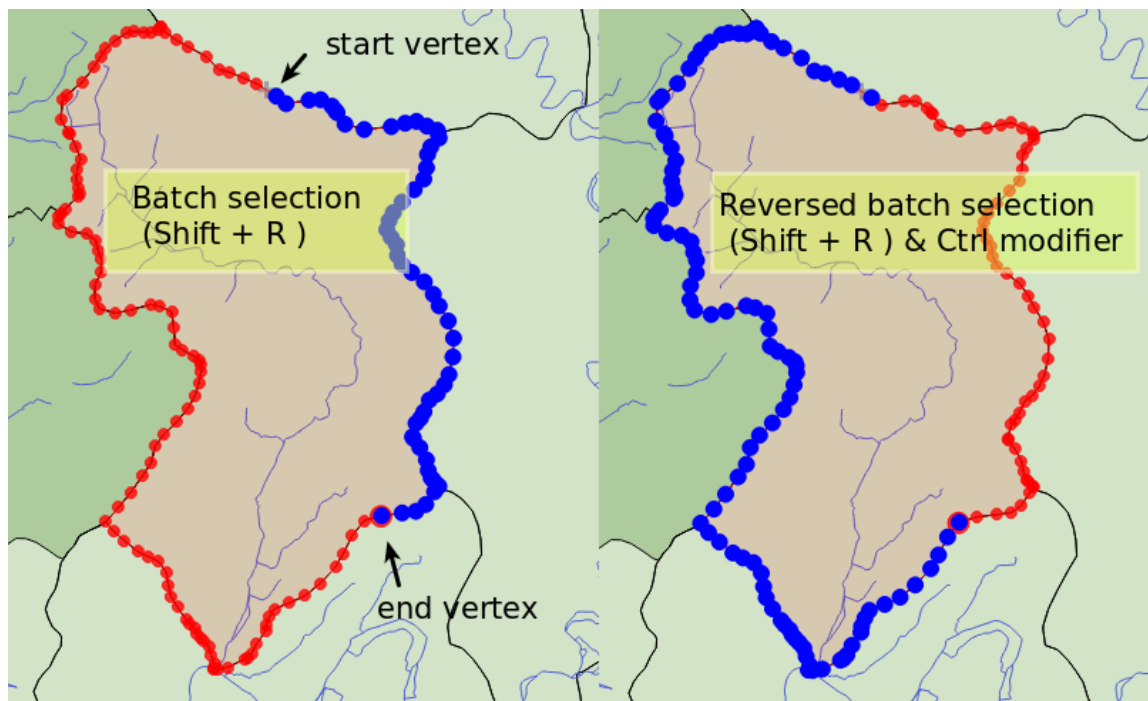 start vertex
Batch selection
(Shift + R )
end vertex
Reversed batch selection
(Shift + R ) & Ctrl modifier